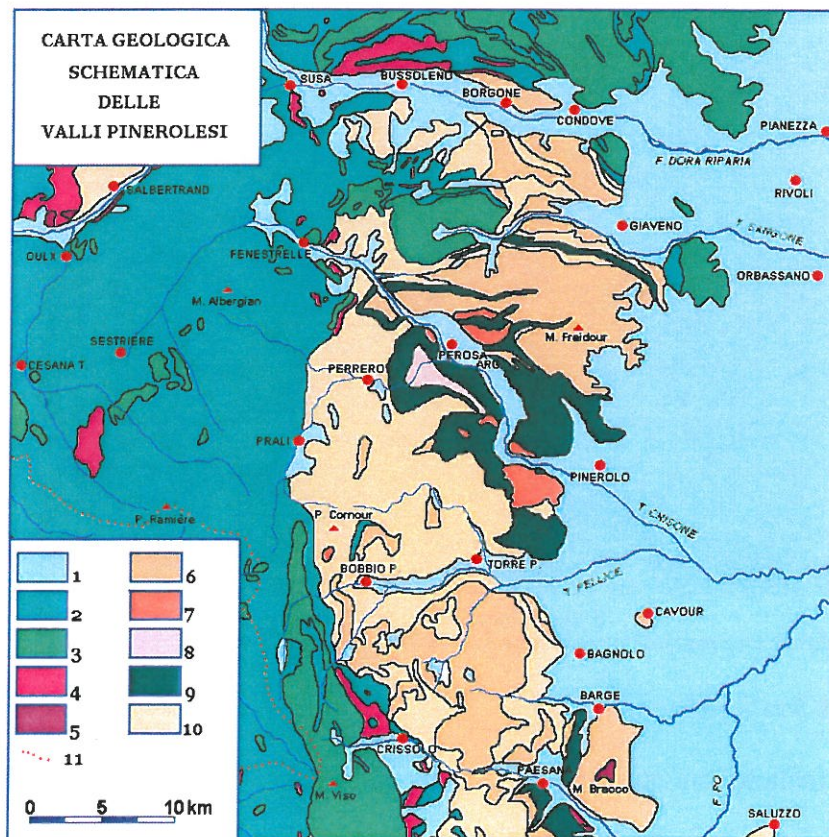 CARTA GEOLOGICA
SCHEMATICA
DELLE
VALLI PINEROLESI
SUSA
BUSSOLENO
BORGONE
CONDOVE
PIANEZZA
F. DORA RIPARIA
SALBERTRAND
RIVOLI
GIAVENO
T. SANGONE
OULX
FENESTRELLE
ORBASSANO
M. Albergian
M. Freidour
SESTRIERE
PEROSA
ARG.
CESANA T
PERRERO
PRALI
PINEROLO
P. Ramière
P. Cornour
T. CHISONE
TORRE P.
BOBBIO P
T. PELLICE
CAVOUR
BAGNOLO
BARGE
CRISSOLO
PAESANA
M. Viso
M. Bracco
F. PO
SALUZZO
1
6
2
7
3
8
4
9
5
10
11
0 5 10 km